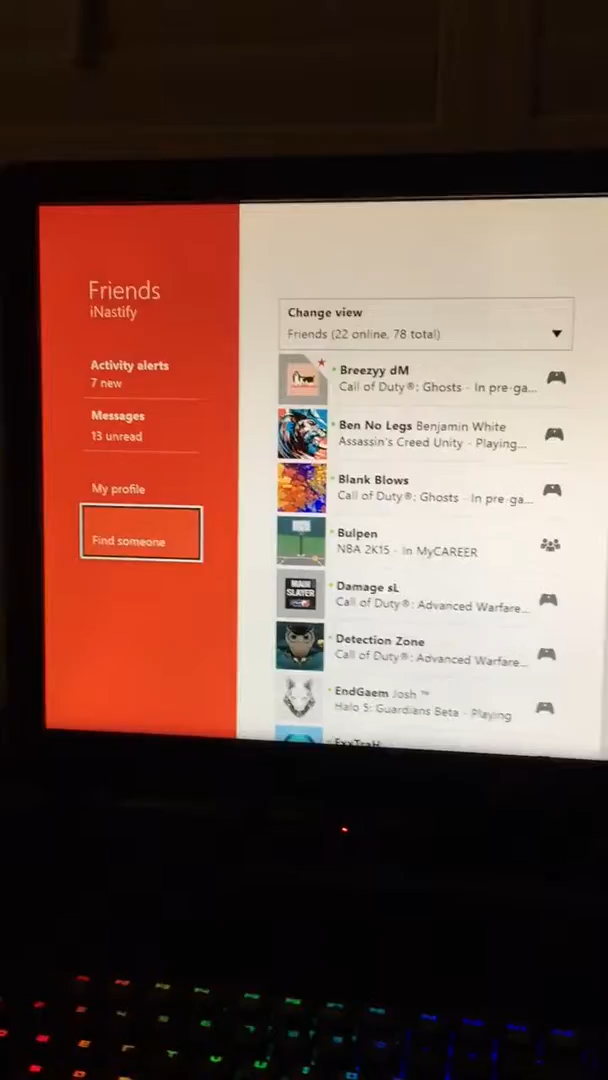 Friends
iNastify
Activity alerts
7 new
Messages
13 unread
My profile
Find someone
Change view
Friends (22 online, 78 total)
Breezyy dM
Call of Duty®: Ghosts - In pre-ga...
Ben No Legs Benjamin White
Assassin's Creed Unity - Playing...
Blank Blows
Call of Duty®: Ghosts - In pre-ga...
Bulpen
NBA 2K15 - In MyCAREER
MAIN
SLAYER
Damage sL
Call of Duty®: Advanced Warfare...
Detection Zone
Call of Duty®: Advanced Warfare...
EndGaem Josh ™
Halo 5: Guardians Beta - Playing